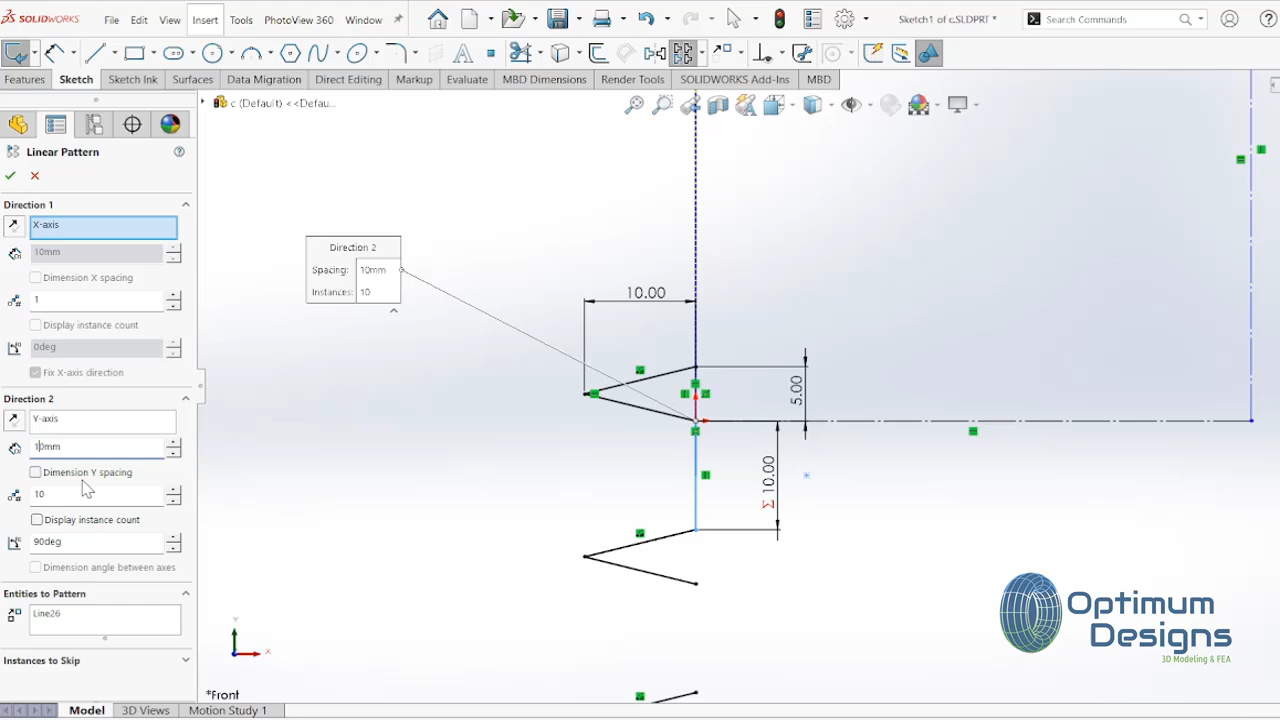 SOLIDWORKS
File
Edit
View
Insert
Tools
PhotoView 360
Window
Sketch1 of c.SLDPRT *
Search Commands
Features
Sketch
Sketch Ink
Surfaces
Data Migration
Direct Editing
Markup
Evaluate
MBD Dimensions
Render Tools
SOLIDWORKS Add-Ins
MBD
c (Default) <<Defau...
Linear Pattern
Direction 1
X-axis
10mm
Dimension X spacing
1
Display instance count
0deg
Fix X-axis direction
Direction 2
Y-axis
10mm
Dimension Y spacing
10
Display instance count
90deg
Dimension angle between axes
Entities to Pattern
Line26
Instances to Skip
Direction 2
Spacing: 10mm
Instances: 10
10.00
5.00
Σ 10.00
Y
X
*Front
Optimum
Designs
3D Modeling & FEA
Model
3D Views
Motion Study 1